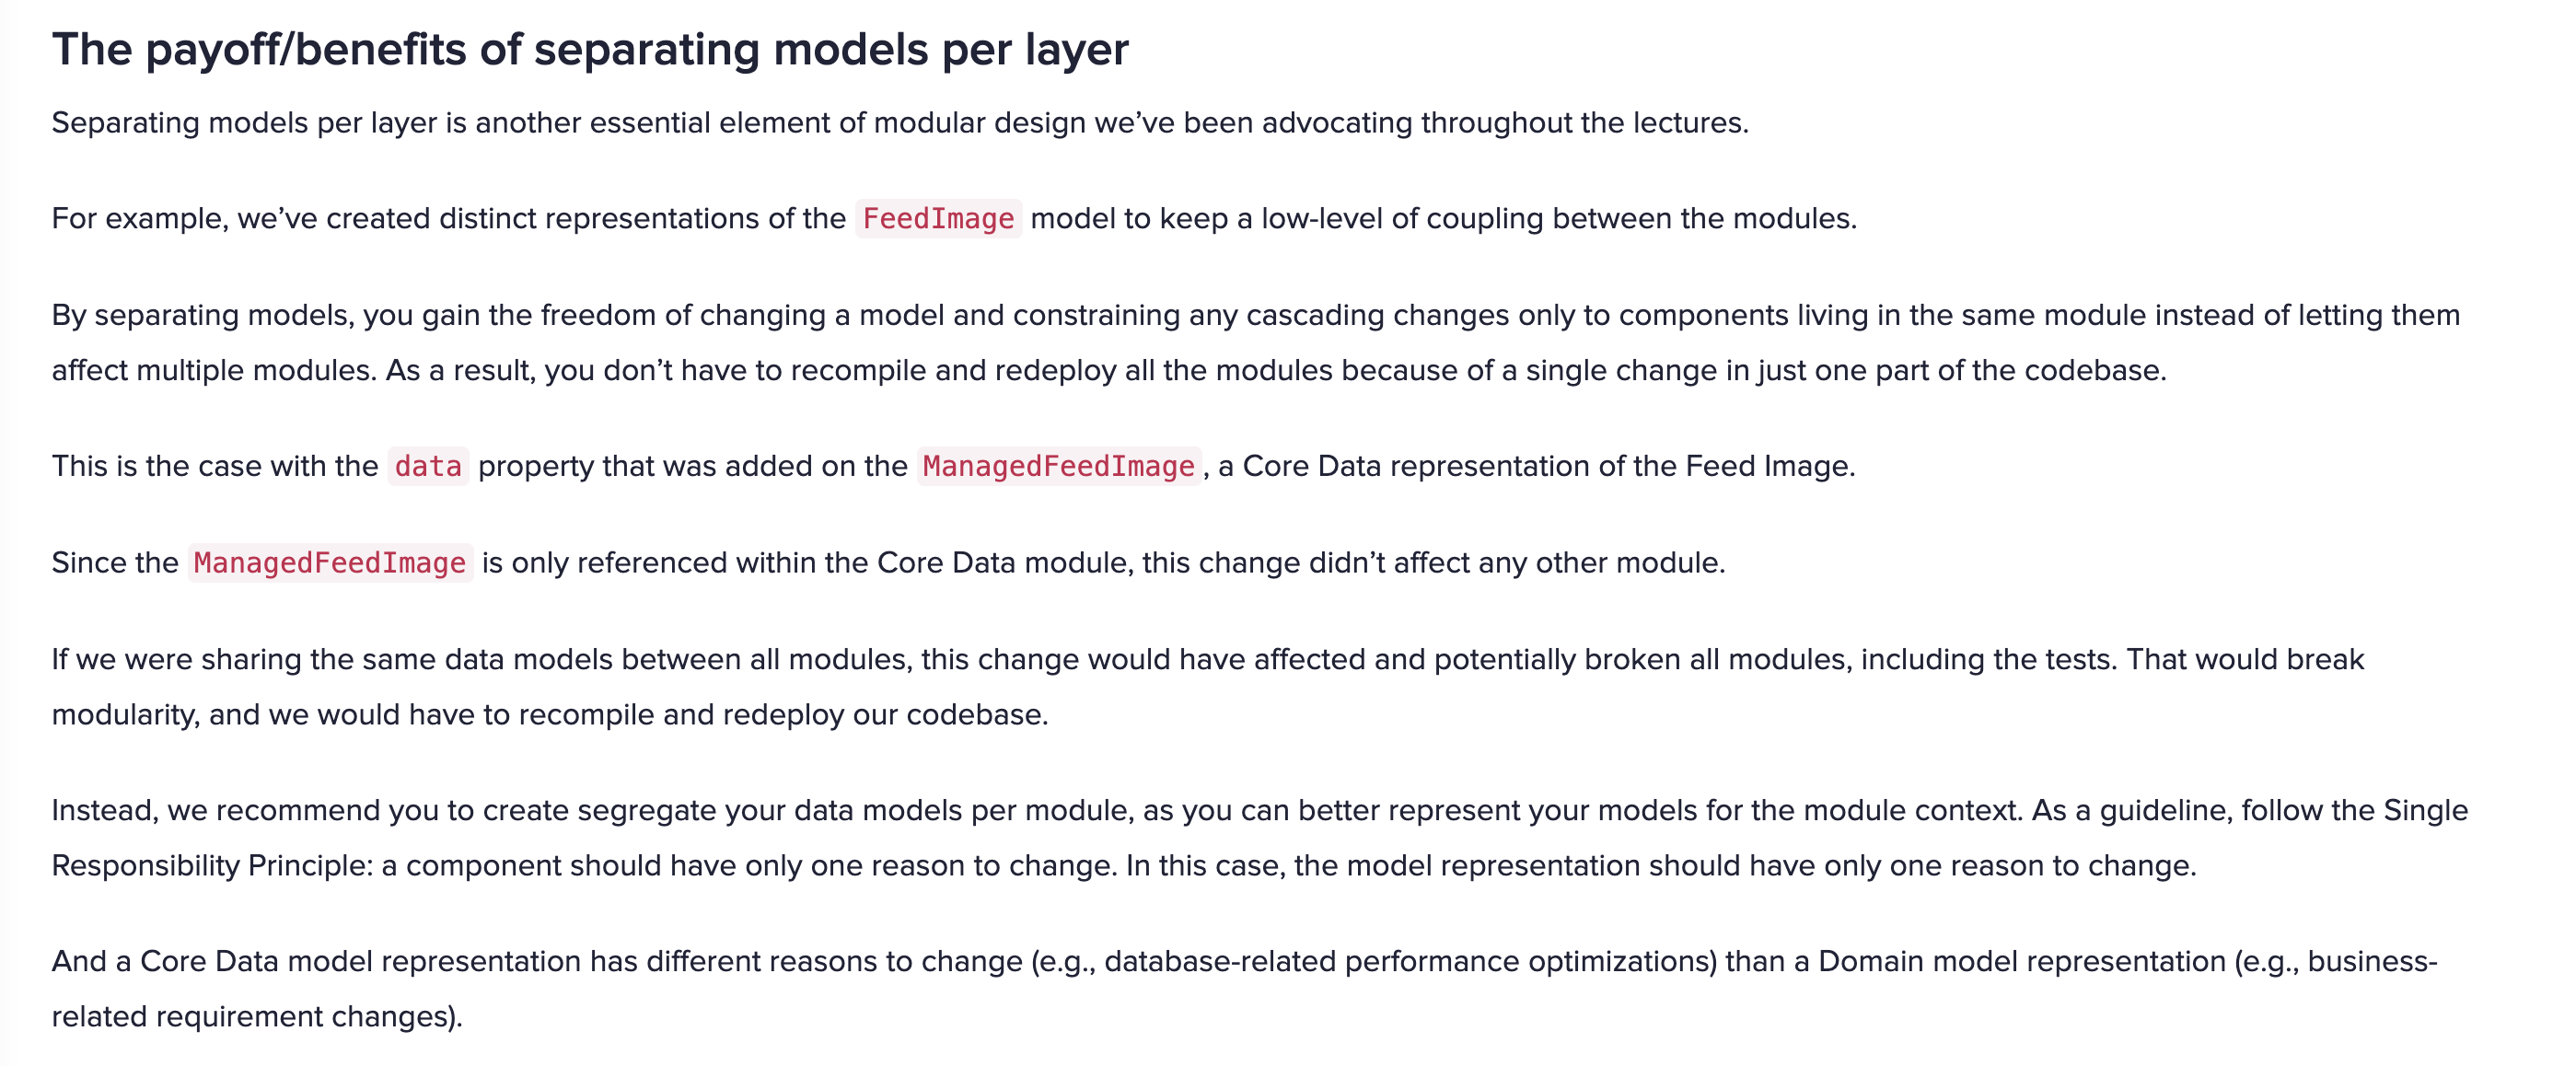 The payoff/benefits of separating models per layer
Separating models per layer is another essential element of modular design we’ve been advocating throughout the lectures.
For example, we’ve created distinct representations of the FeedImage model to keep a low-level of coupling between the modules.
By separating models, you gain the freedom of changing a model and constraining any cascading changes only to components living in the same module instead of letting them
affect multiple modules. As a result, you don’t have to recompile and redeploy all the modules because of a single change in just one part of the codebase.
This is the case with the data property that was added on the ManagedFeedImage, a Core Data representation of the Feed Image.
Since the ManagedFeedImage is only referenced within the Core Data module, this change didn’t affect any other module.
If we were sharing the same data models between all modules, this change would have affected and potentially broken all modules, including the tests. That would break
modularity, and we would have to recompile and redeploy our codebase.
Instead, we recommend you to create segregate your data models per module, as you can better represent your models for the module context. As a guideline, follow the Single
Responsibility Principle: a component should have only one reason to change. In this case, the model representation should have only one reason to change.
And a Core Data model representation has different reasons to change (e.g., database-related performance optimizations) than a Domain model representation (e.g., business-
related requirement changes).